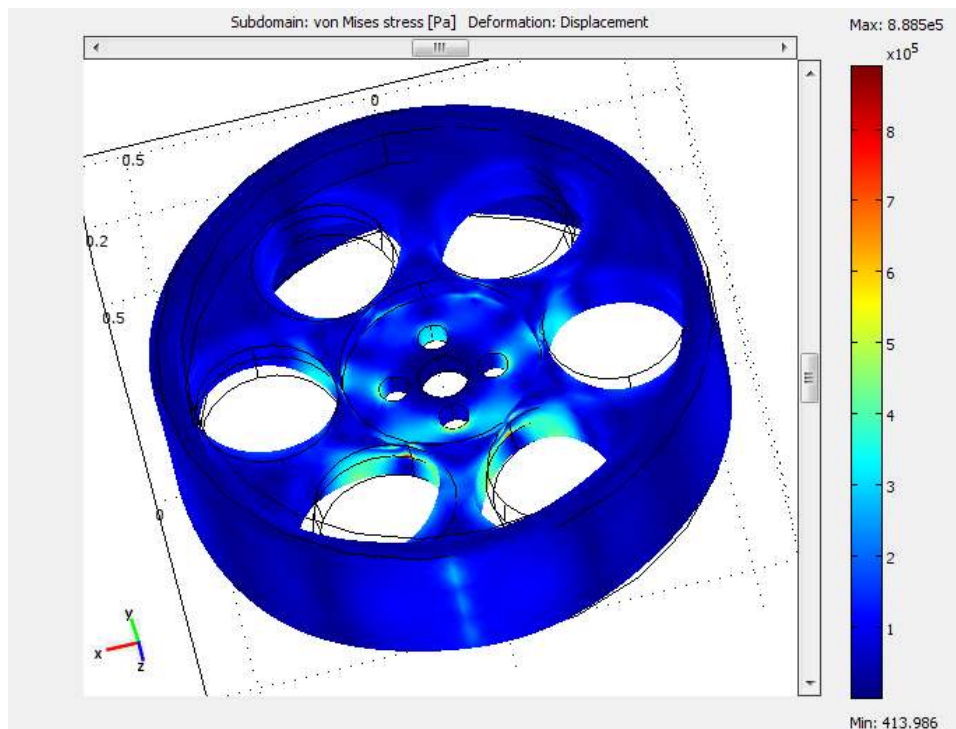 Subdomain: von Mises stress [Pa] Deformation: Displacement
Max: 8.885e5
x10^5
0
0.5
0.2
0.5
0
8
7
6
5
4
3
2
1
y
x
z
Min: 413.986